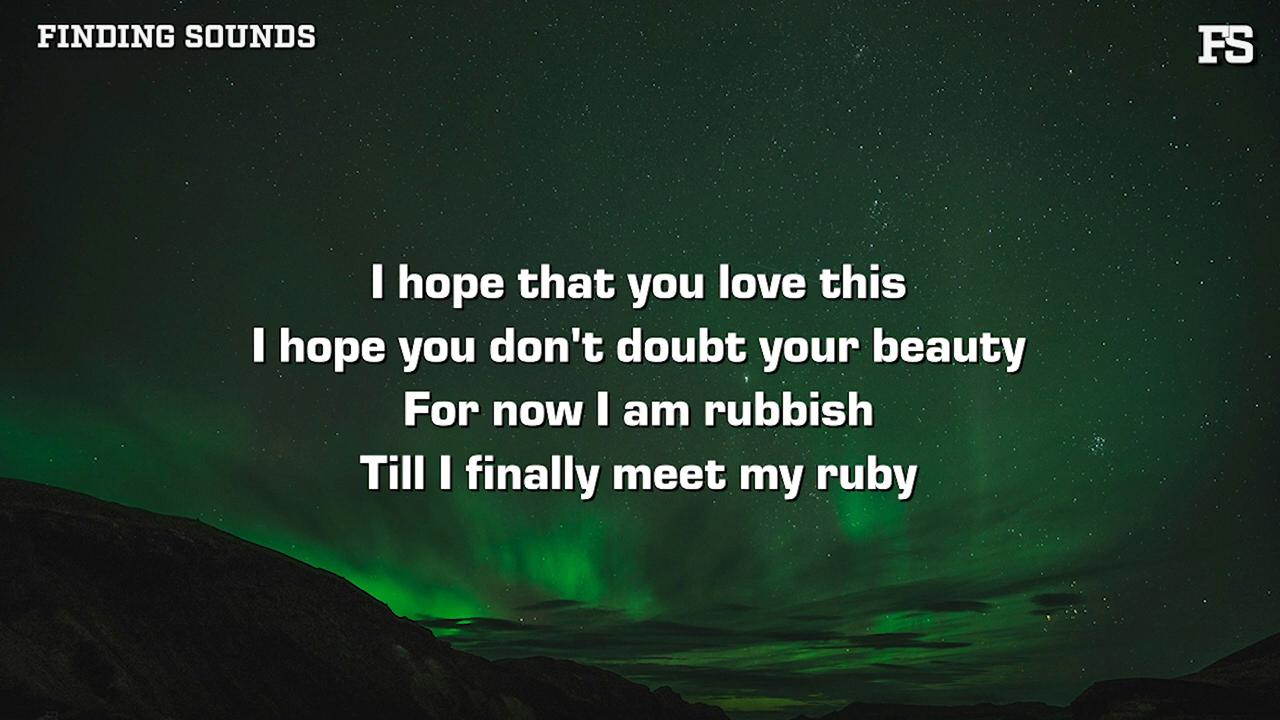 FINDING SOUNDS
FS
I hope that you love this
I hope you don't doubt your beauty
For now I am rubbish
Till I finally meet my ruby